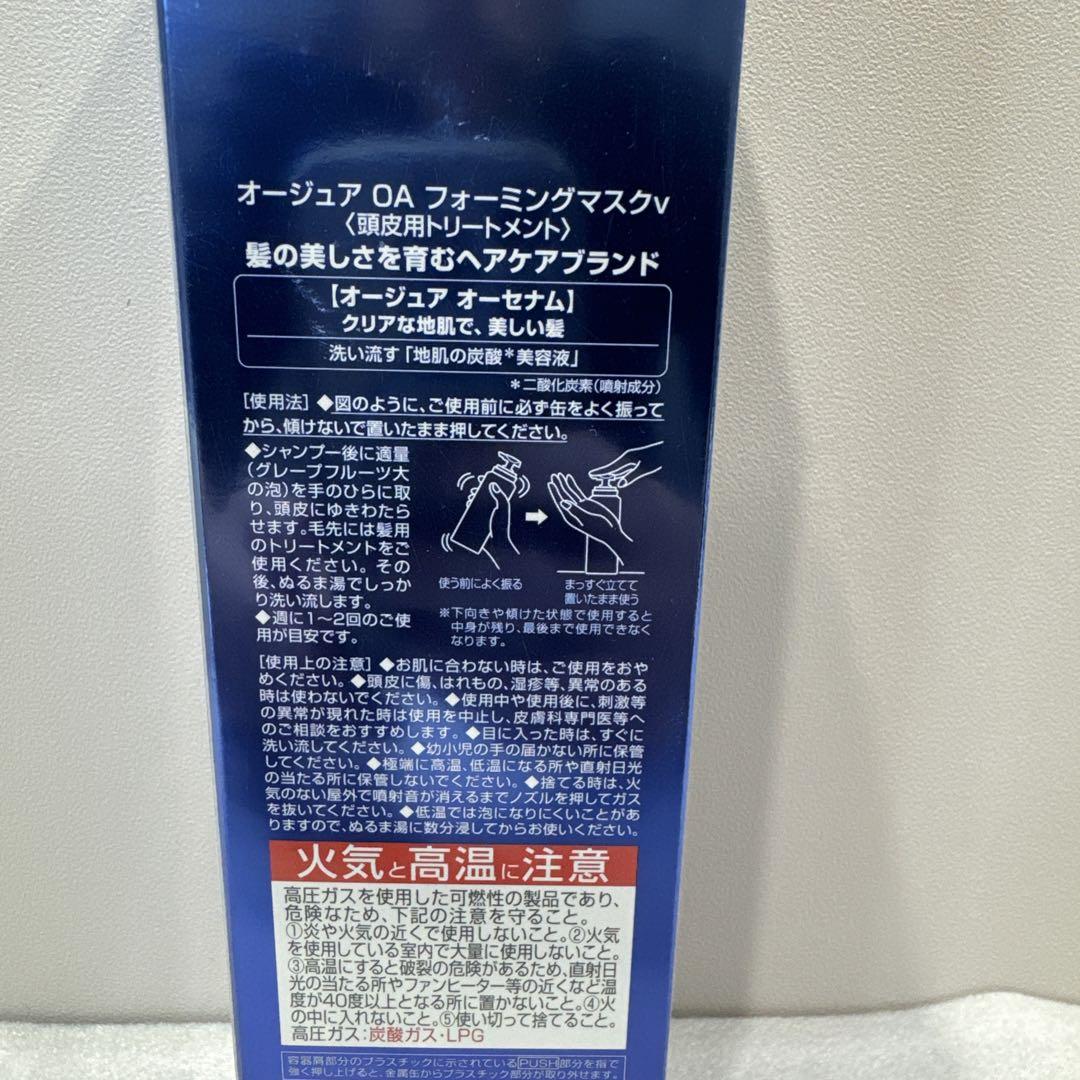 オージュア OA フォーミングマスクv
〈頭皮用トリートメント〉
髪の美しさを育むヘアケアブランド
【オージュア オーセナム】
クリアな地肌で、美しい髪
洗い流す「地肌の炭酸*美容液」
*二酸化炭素(噴射成分)
[使用法] ◆図のように、ご使用前に必ず缶をよく振って
から、傾けないで置いたまま押してください。
◆シャンプー後に適量
(グレープフルーツ大
の泡)を手のひらに取
り、頭皮にゆきわたら
せます。毛先には髪用
のトリートメントをご
使用ください。その
後、ぬるま湯でしっか
り洗い流します。
◆週に1~2回のご使
用が目安です。
使う前によく振る
まっすぐ立てて
置いたまま使う
※下向きや傾けた状態で使用すると
中身が残り、最後まで使用できなく
なります。
[使用上の注意] ◆お肌に合わない時は、ご使用をおや
めください。◆頭皮に傷、はれもの、湿疹等、異常のある
時は使わないでください。◆使用中や使用後に、刺激等
の異常が現れた時は使用を中止し、皮膚科専門医等へ
のご相談をおすすめします。◆目に入った時は、すぐに
洗い流してください。◆幼小児の手の届かない所に保管
してください。◆極端に高温、低温になる所や直射日光
の当たる所に保管しないでください。◆捨てる時は、火
気のない屋外で噴射音が消えるまでノズルを押してガス
を抜いてください。◆低温では泡になりにくいことがあ
りますので、ぬるま湯に数分浸してからお使いください。
火気と高温に注意
高圧ガスを使用した可燃性の製品であり、
危険なため、下記の注意を守ること。
①炎や火気の近くで使用しないこと。②火気
を使用している室内で大量に使用しないこと。
③高温にすると破裂の危険があるため、直射日
光の当たる所やファンヒーター等の近くなど温
度が40度以上となる所に置かないこと。④火
の中に入れないこと。⑤使い切って捨てること。
高圧ガス:炭酸ガス・LPG
容器肩部分のプラスチックに示されているPUSH部分を指で
強く押し上げると、金属缶からプラスチック部分が取り外せます。